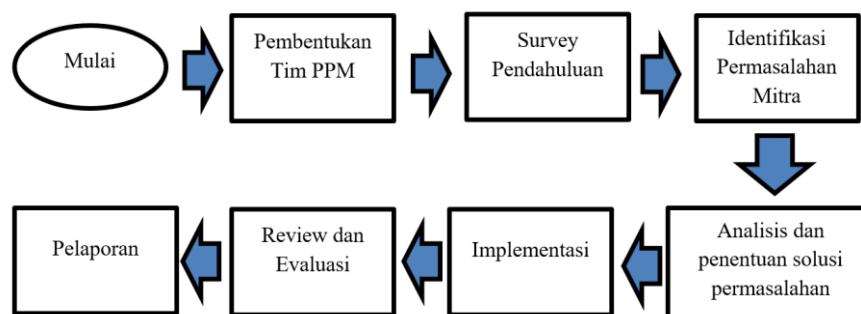 Mulai
Pembentukan
Tim PPM
Survey
Pendahuluan
Identifikasi
Permasalahan
Mitra
Analisis dan
penentuan solusi
permasalahan
Implementasi
Review dan
Evaluasi
Pelaporan